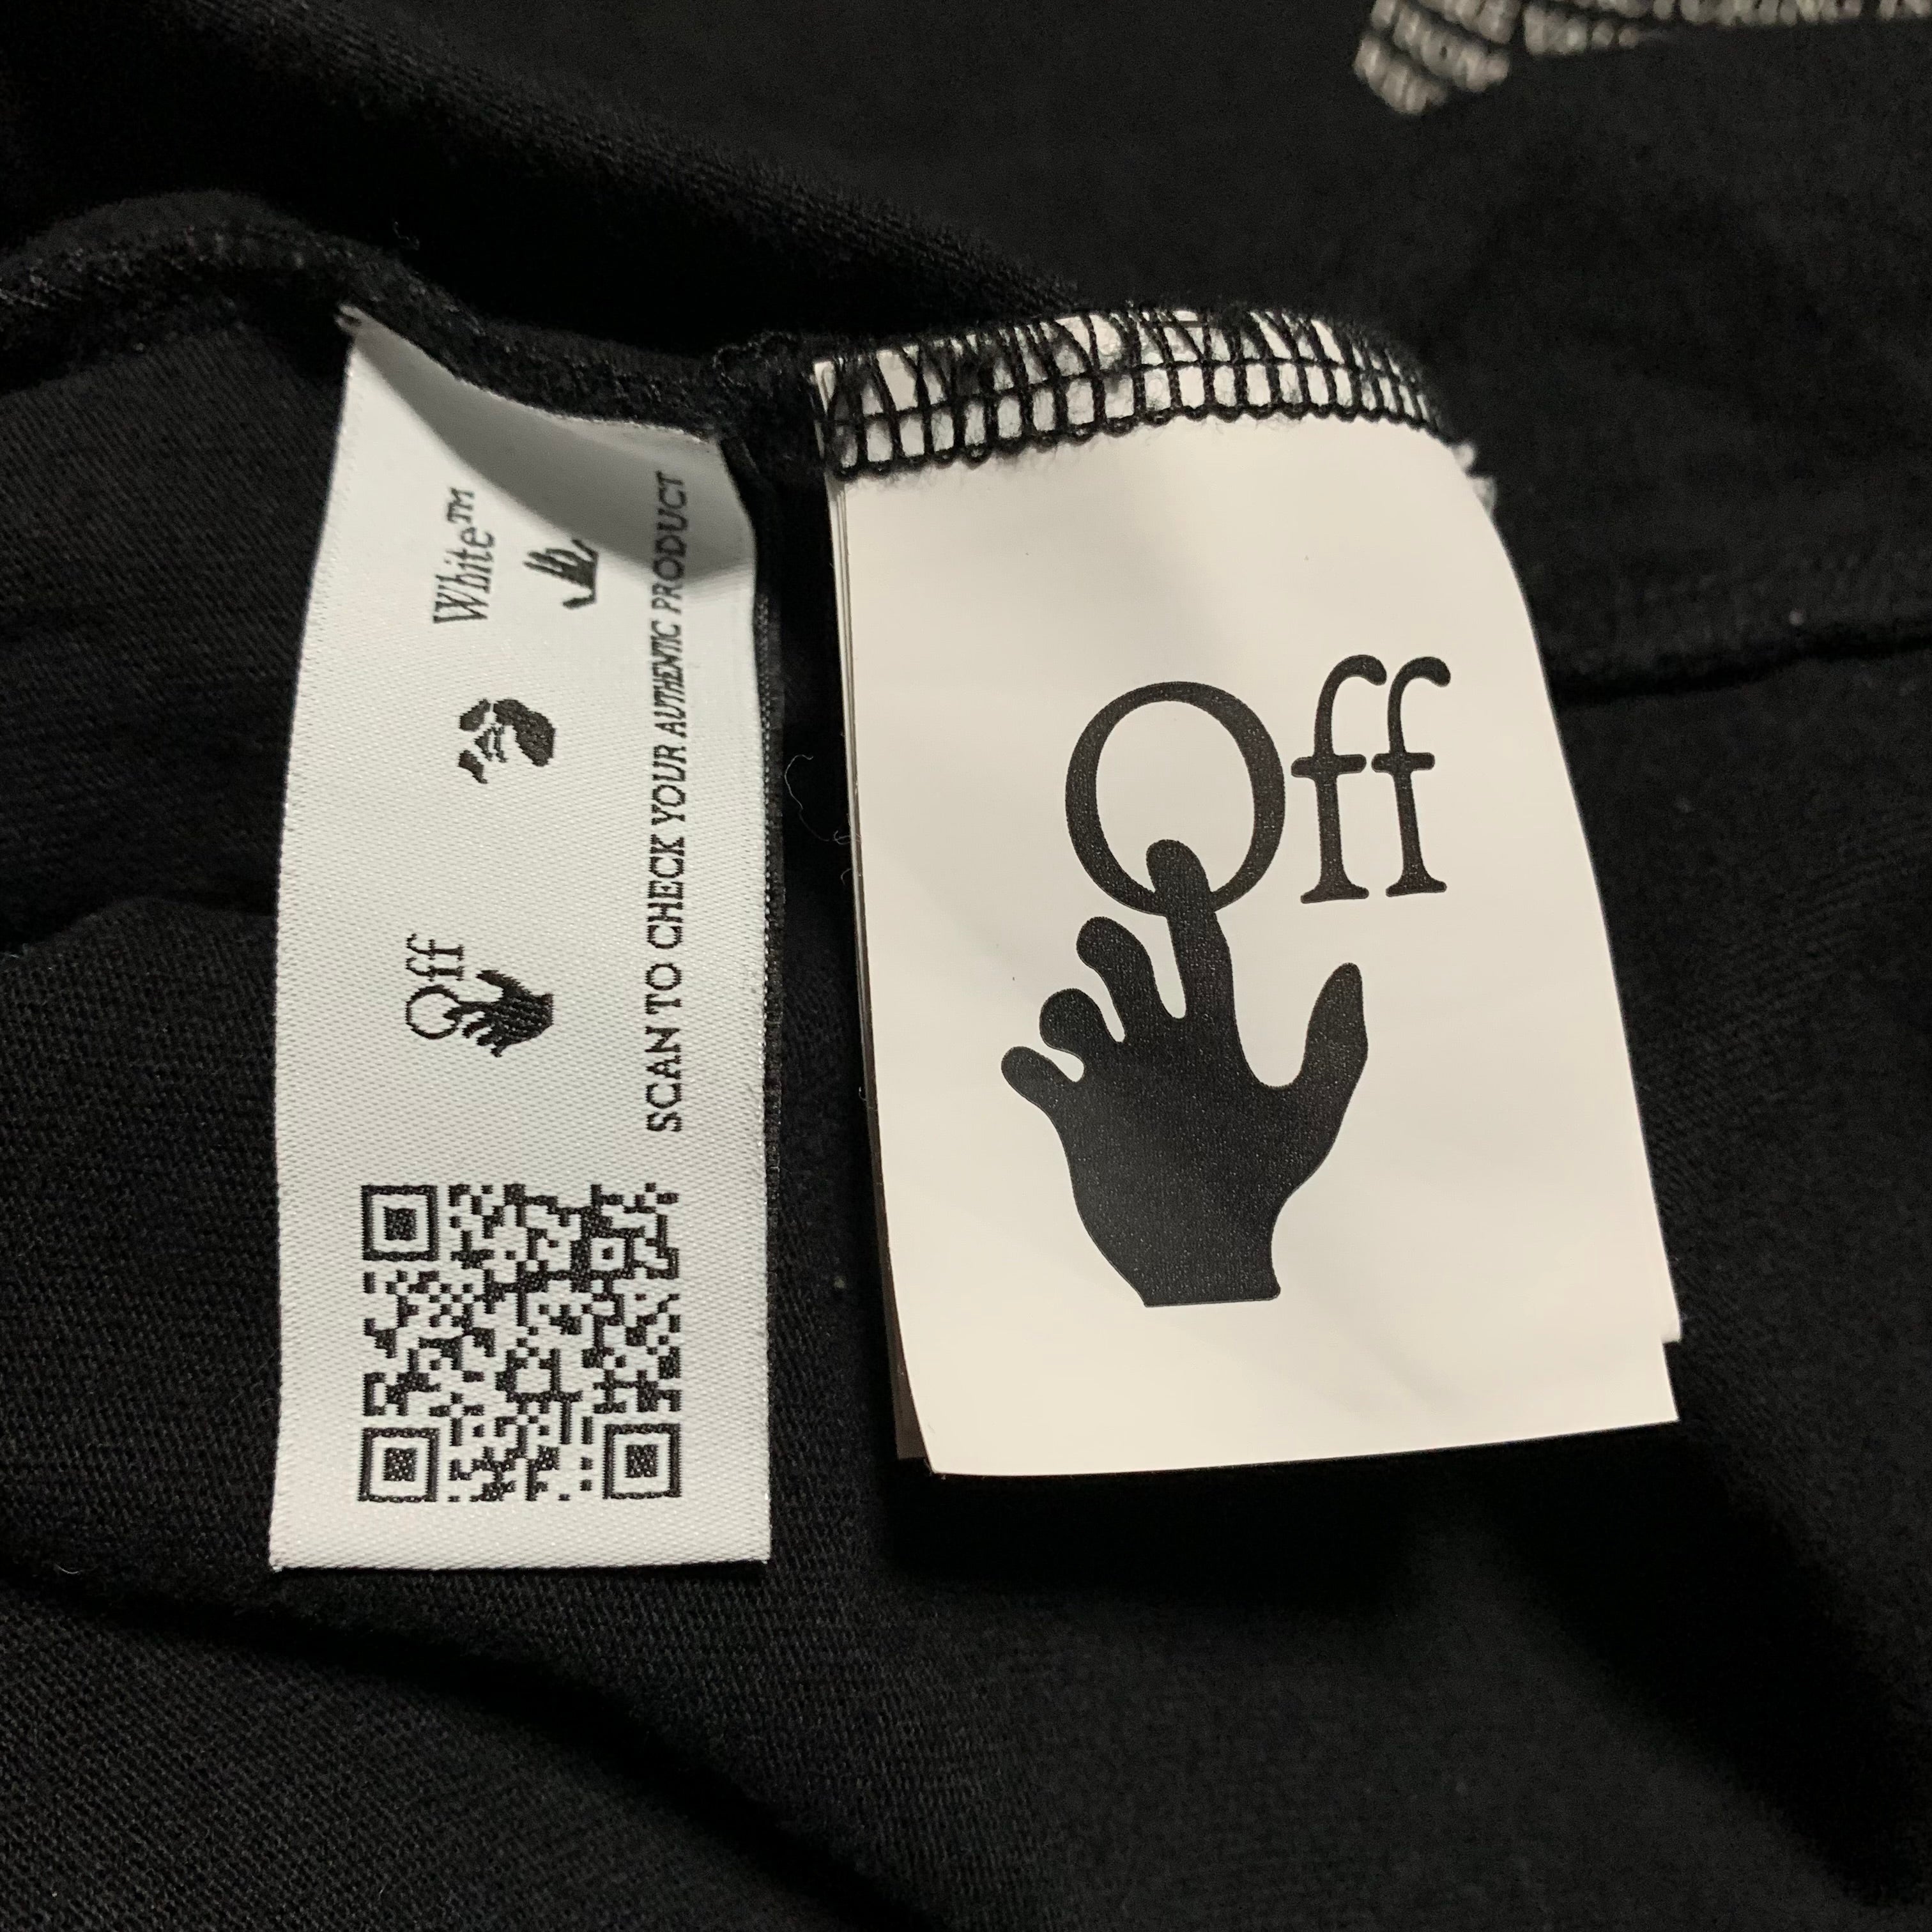 White™
Off
SCAN TO CHECK YOUR AUTHENTIC PRODUCT
Off